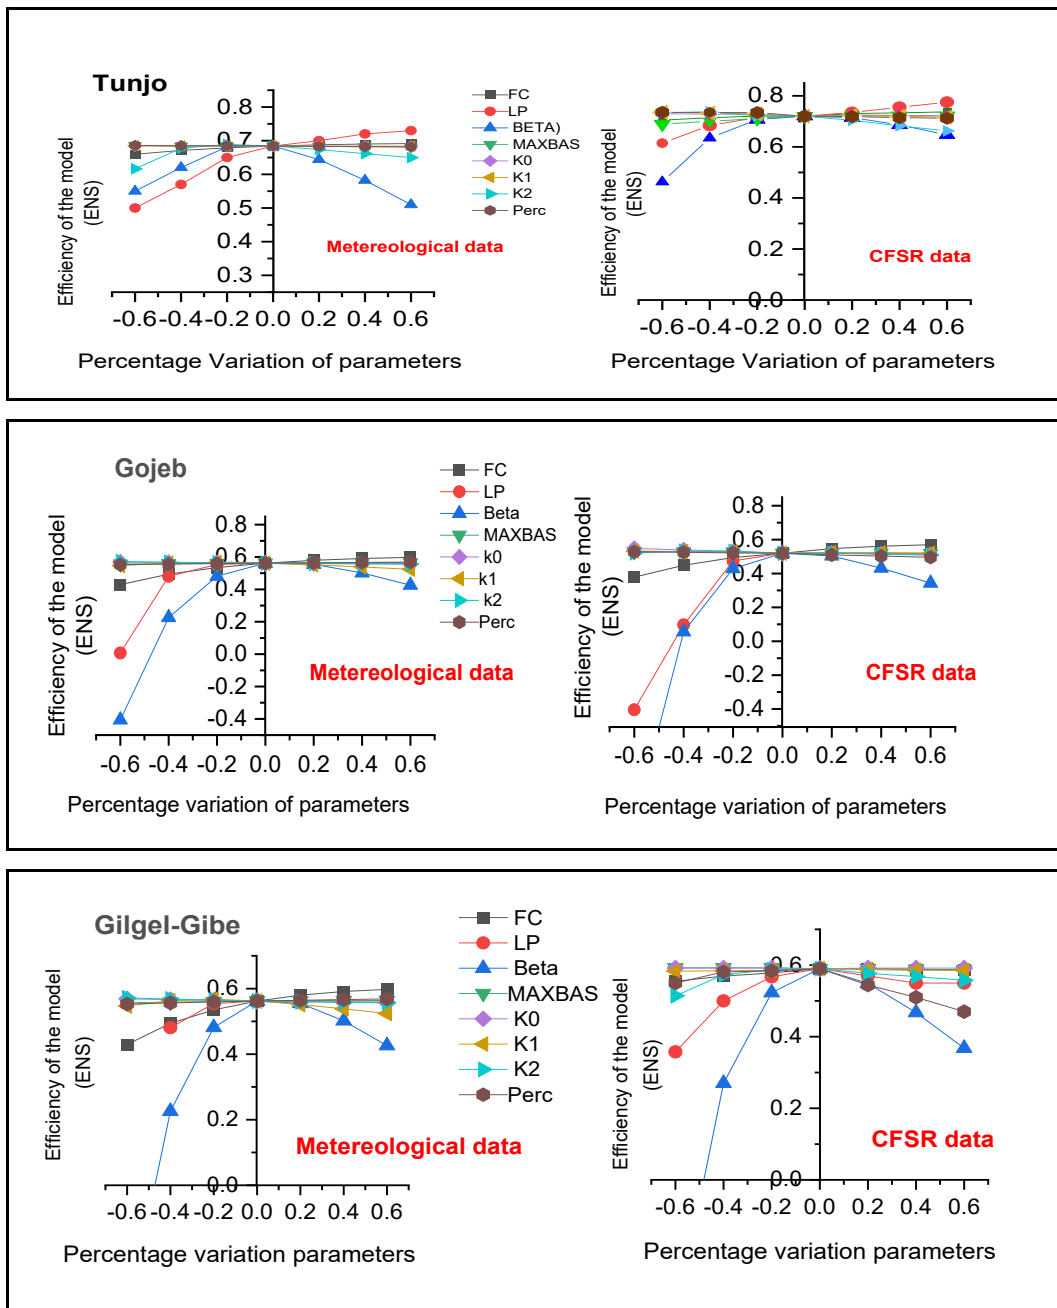 Tunjo
Efficiency of the model
(ENS)
0.8
0.7
0.6
0.5
0.4
0.3
-0.6 -0.4 -0.2 0.0 0.2 0.4 0.6
Percentage Variation of parameters
FC
LP
BETA)
MAXBAS
K0
K1
K2
Perc
Metereological data
Efficiency of the model
(ENS)
0.8
0.6
0.4
0.2
0.0
-0.6 -0.4 -0.2 0.0 0.2 0.4 0.6
Percentage Variation of parameters
CFSR data
Gojeb
Efficiency of the model
(ENS)
0.8
0.6
0.4
0.2
0.0
-0.2
-0.4
-0.6 -0.4 -0.2 0.0 0.2 0.4 0.6
Percentage variation of parameters
FC
LP
Beta
MAXBAS
k0
k1
k2
Perc
Metereological data
Efficiency of the model
(ENS)
0.8
0.6
0.4
0.2
0.0
-0.2
-0.4
-0.6 -0.4 -0.2 0.0 0.2 0.4 0.6
Percentage variation of parameters
CFSR data
Gilgel-Gibe
Efficiency of the model
(ENS)
0.6
0.4
0.2
0.0
-0.6 -0.4 -0.2 0.0 0.2 0.4 0.6
Percentage variation parameters
FC
LP
Beta
MAXBAS
K0
K1
K2
Perc
Metereological data
Efficiency of the model
(ENS)
0.6
0.4
0.2
0.0
-0.6 -0.4 -0.2 0.0 0.2 0.4 0.6
Percentage variation parameters
CFSR data